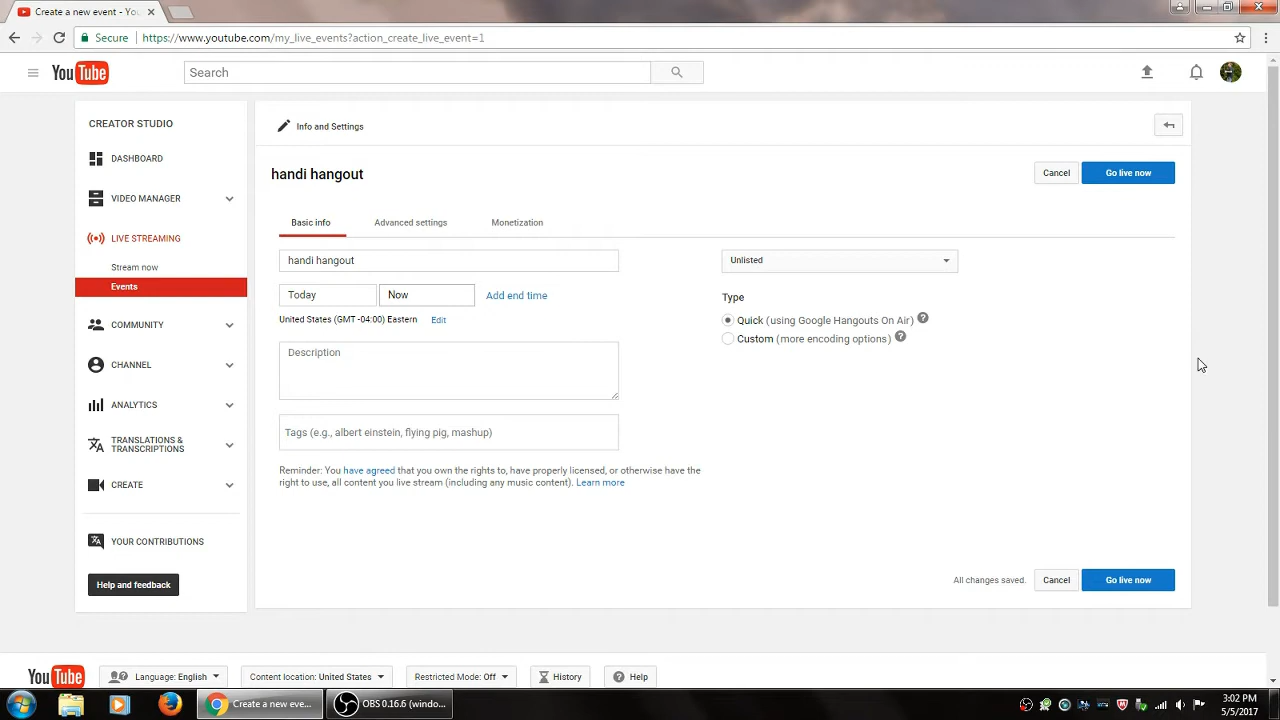 Create a new event - You
Secure
https://www.youtube.com/my_live_events?action_create_live_event=1
YouTube
Search
CREATOR STUDIO
DASHBOARD
VIDEO MANAGER
LIVE STREAMING
Stream now
Events
COMMUNITY
CHANNEL
ANALYTICS
TRANSLATIONS &
TRANSCRIPTIONS
CREATE
YOUR CONTRIBUTIONS
Help and feedback
Info and Settings
handi hangout
Cancel
Go live now
Basic info
Advanced settings
Monetization
handi hangout
Unlisted
Today
Now
Add end time
Type
United States (GMT -04:00) Eastern
Edit
Quick (using Google Hangouts On Air) ?
Custom (more encoding options) ?
Description
Tags (e.g., albert einstein, flying pig, mashup)
Reminder: You have agreed that you own the rights to, have properly licensed, or otherwise have the
right to use, all content you live stream (including any music content). Learn more
All changes saved.
Cancel
Go live now
YouTube
Language: English
Content location: United States
Restricted Mode: Off
History
Help
Create a new eve...
OBS 0.16.6 (windo...
3:02 PM
5/5/2017